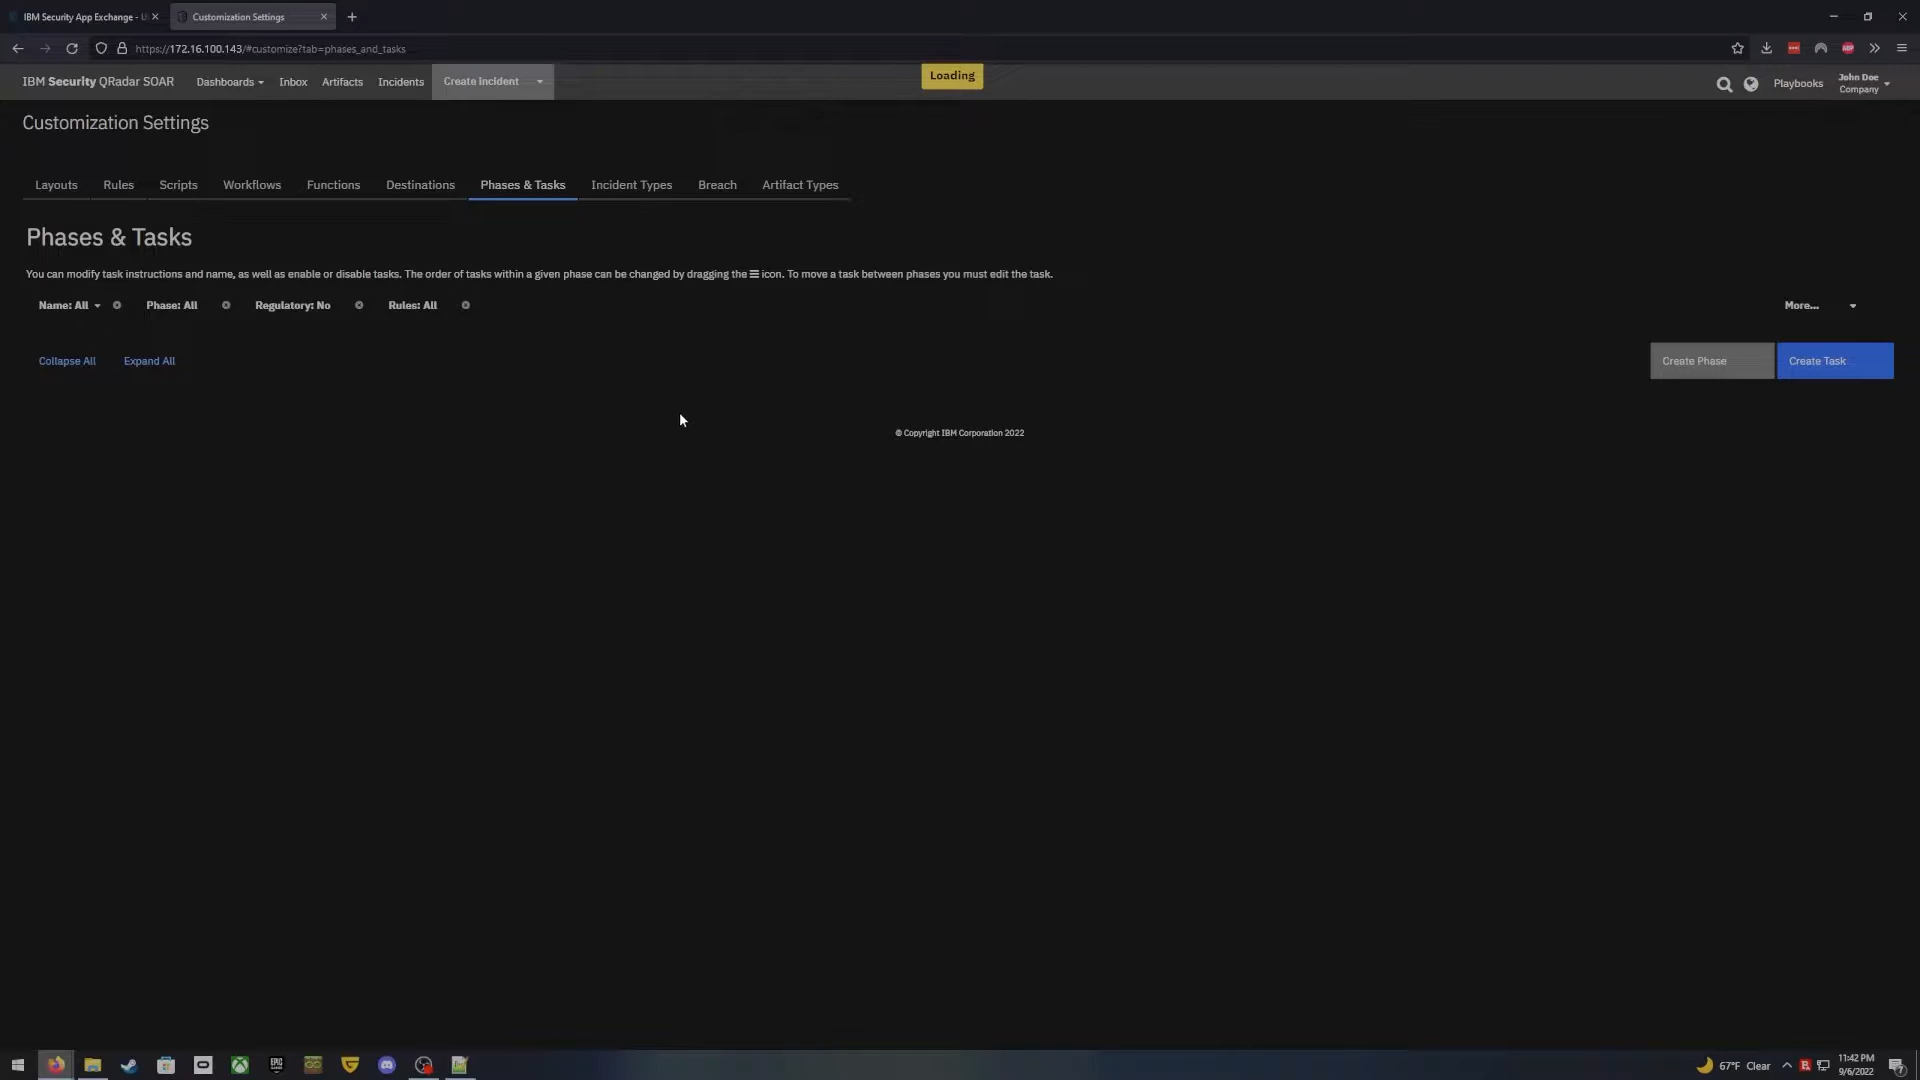 IBM Security App Exchange - U
Customization Settings
https://172.16.100.143/#customize?tab=phases_and_tasks
IBM Security QRadar SOAR
Dashboards
Inbox
Artifacts
Incidents
Create Incident
Loading
Playbooks
John Doe
Company
Customization Settings
Layouts
Rules
Scripts
Workflows
Functions
Destinations
Phases & Tasks
Incident Types
Breach
Artifact Types
Phases & Tasks
You can modify task instructions and name, as well as enable or disable tasks. The order of tasks within a given phase can be changed by dragging the ☰ icon. To move a task between phases you must edit the task.
Name: All
Phase: All
Regulatory: No
Rules: All
More...
Collapse All
Expand All
Create Phase
Create Task
© Copyright IBM Corporation 2022
67°F Clear
11:42 PM
9/6/2022